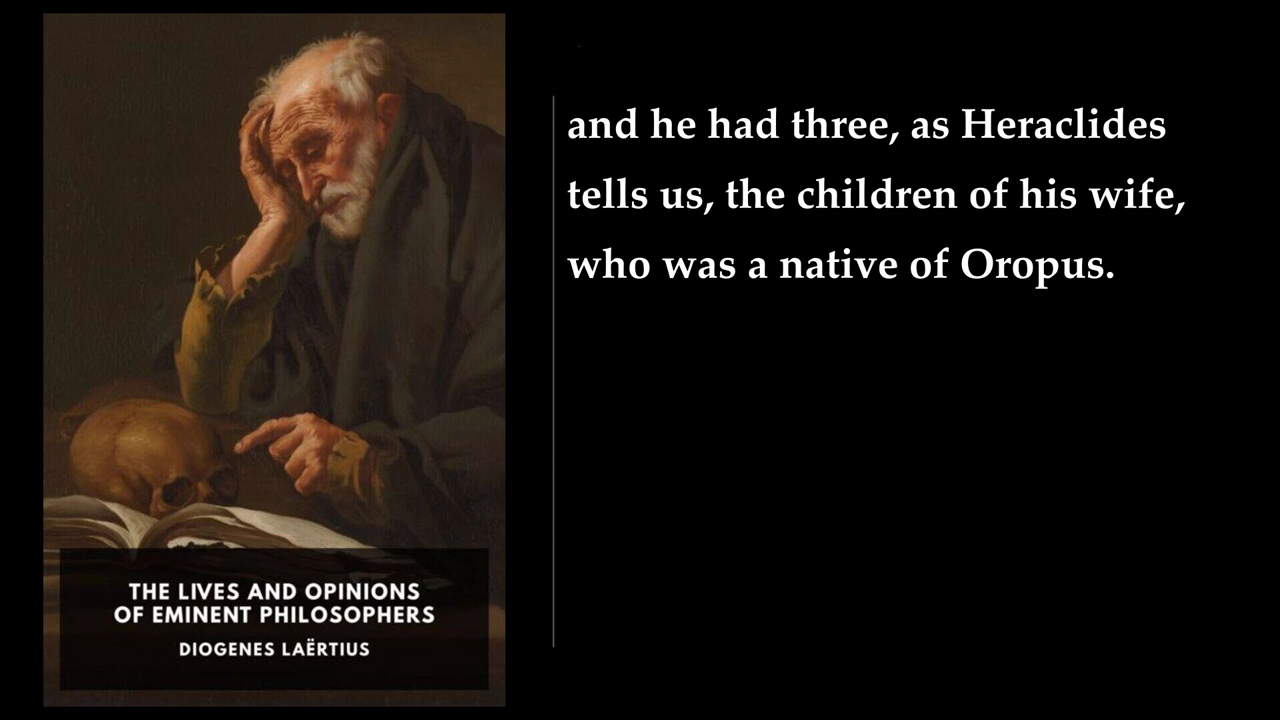 and he had three, as Heraclides
tells us, the children of his wife,
who was a native of Oropus.
THE LIVES AND OPINIONS
OF EMINENT PHILOSOPHERS
DIOGENES LAËRTIUS